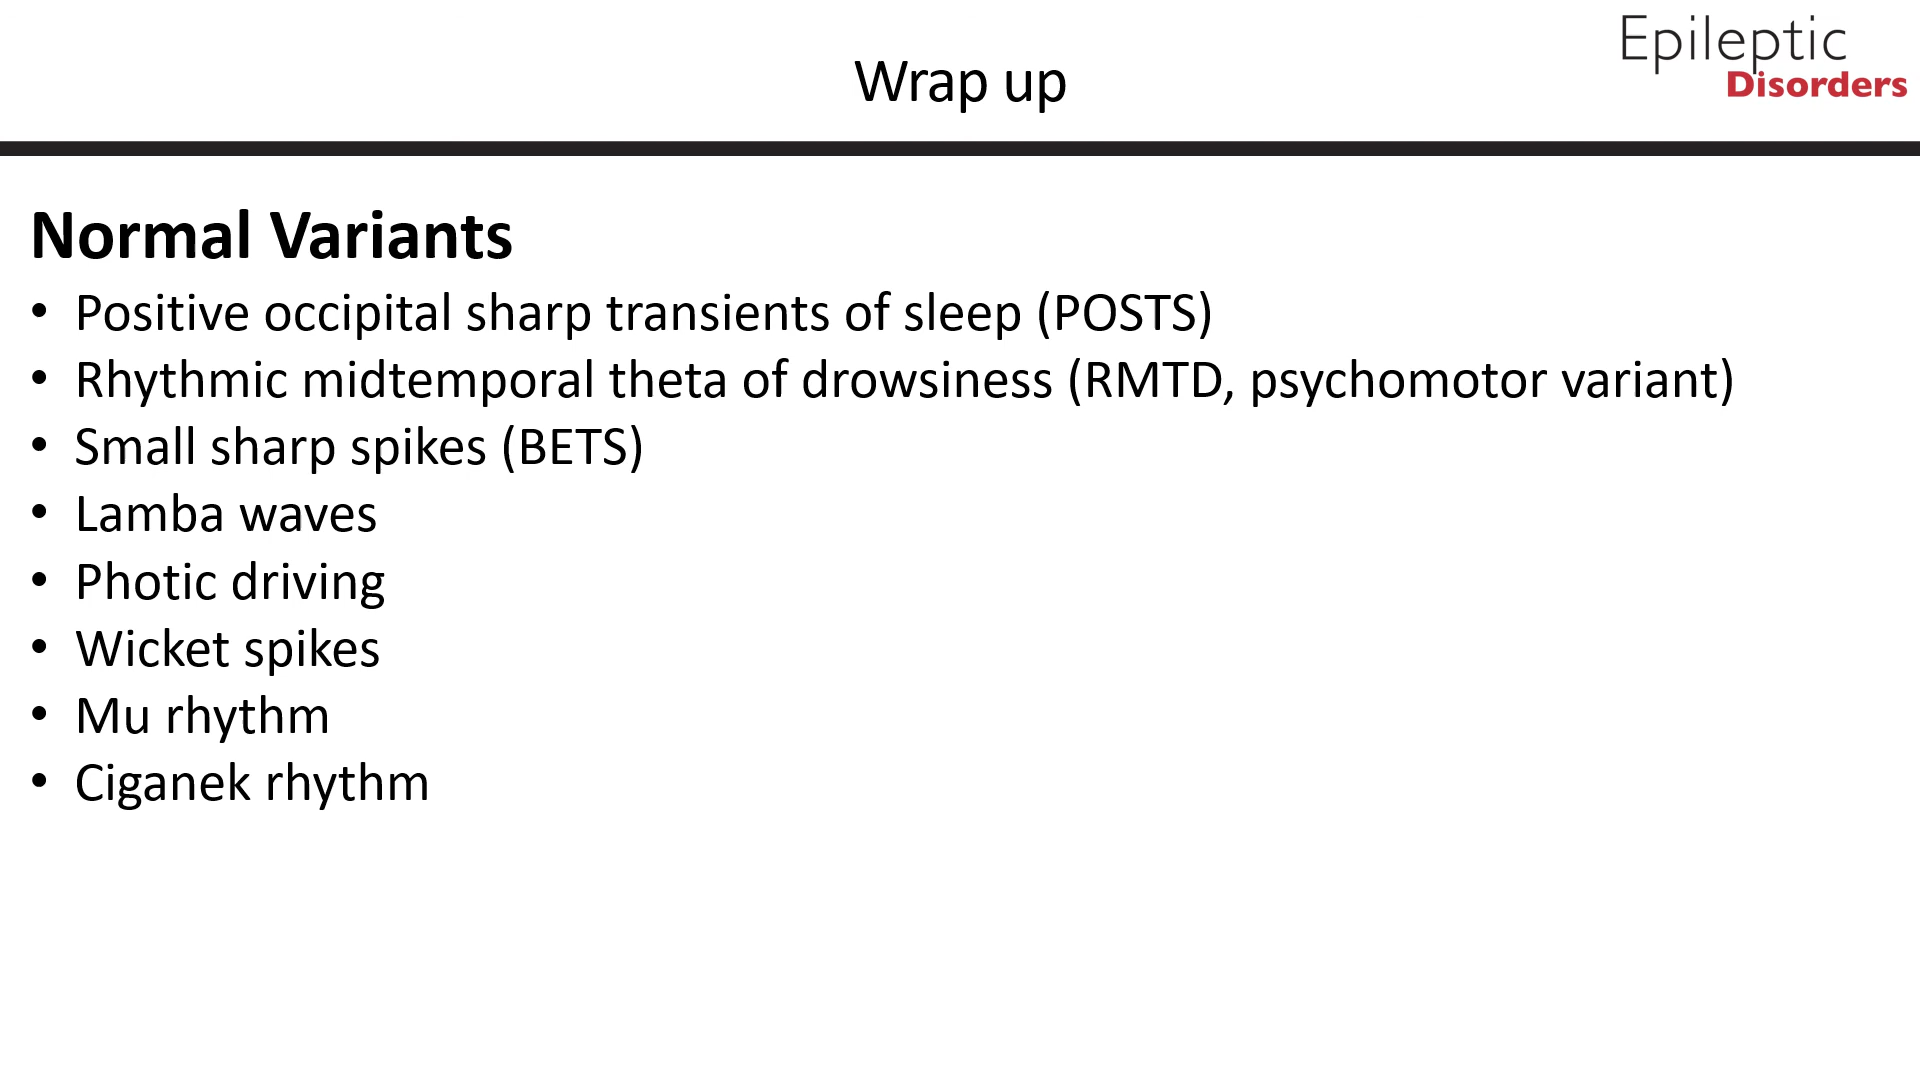 Epileptic
Disorders
Wrap up
Normal Variants
• Positive occipital sharp transients of sleep (POSTS)
• Rhythmic midtemporal theta of drowsiness (RMTD, psychomotor variant)
• Small sharp spikes (BETS)
• Lamba waves
• Photic driving
• Wicket spikes
• Mu rhythm
• Ciganek rhythm